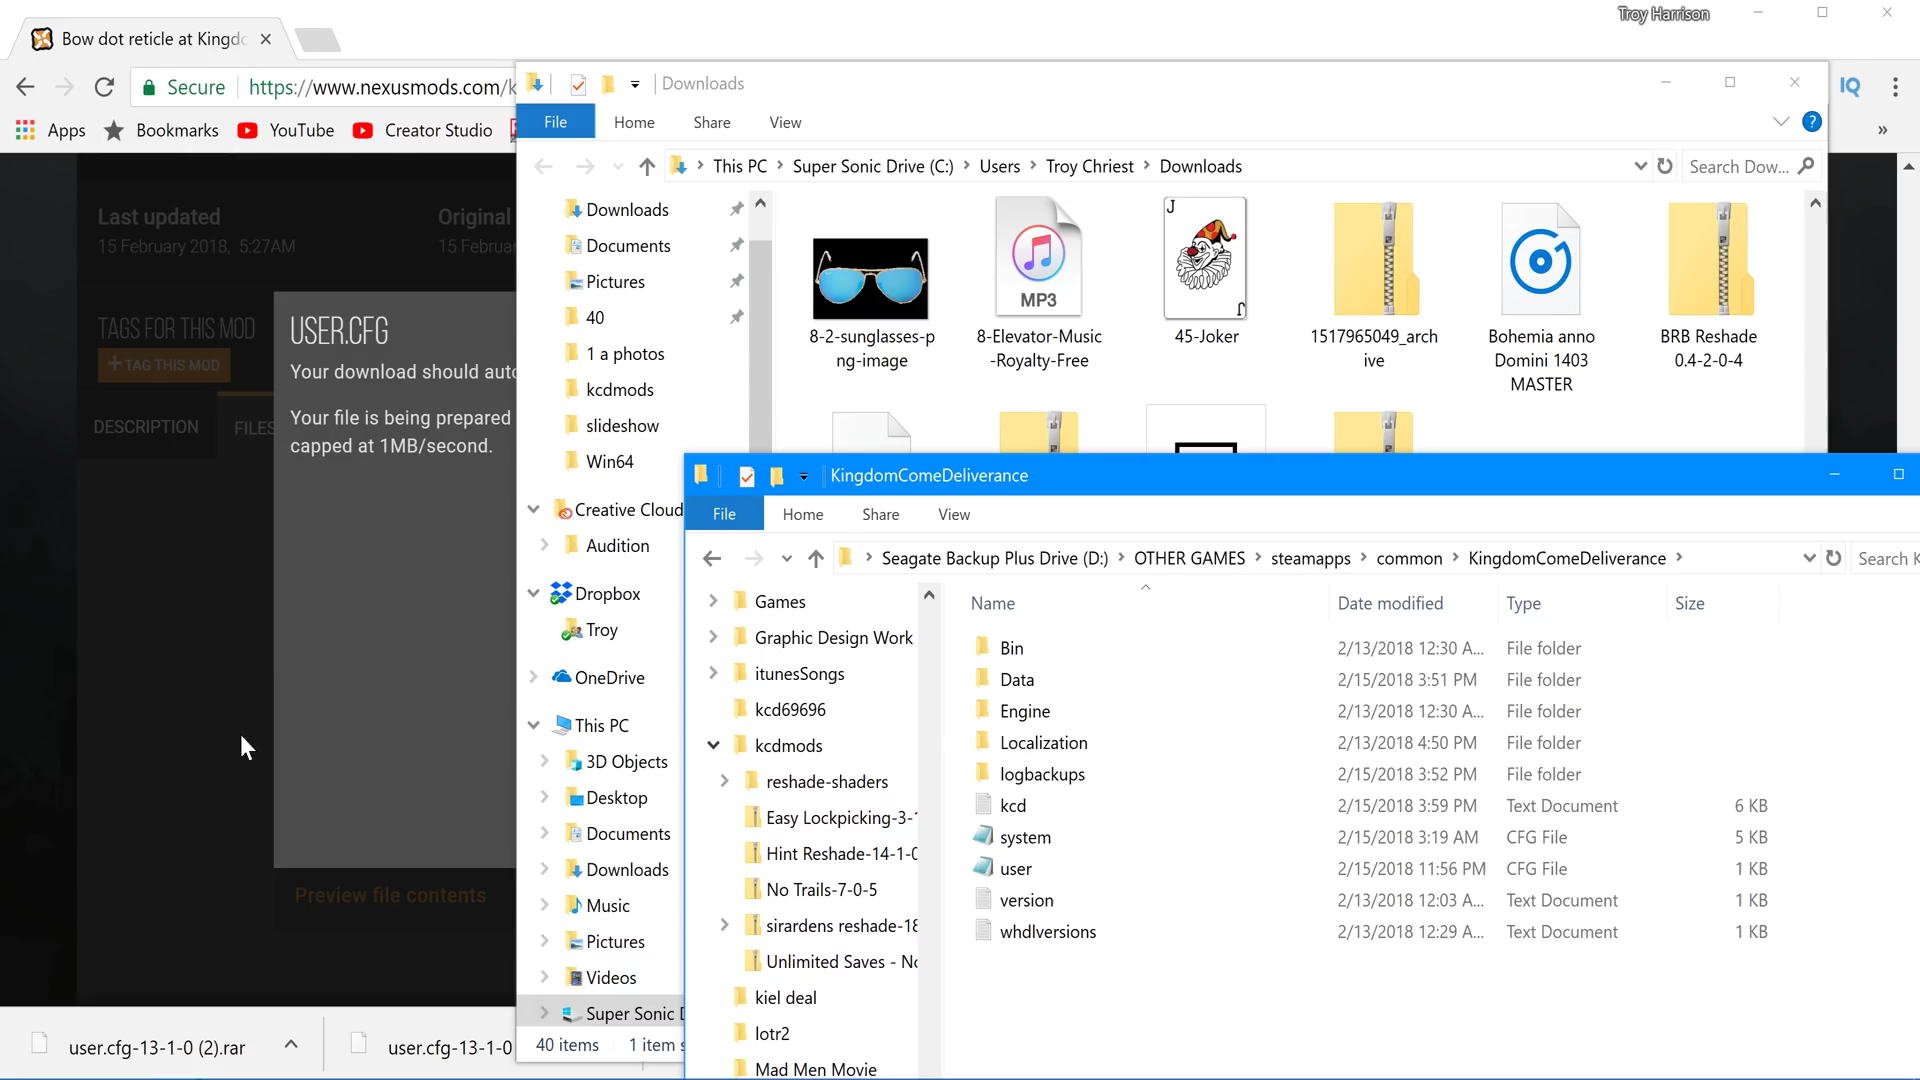 Troy Harrison
Bow dot reticle at Kingdo
Secure
https://www.nexusmods.com/k
Apps
Bookmarks
YouTube
Creator Studio
»
Last updated
15 February 2018, 5:27AM
Original
15 Februa
TAGS FOR THIS MOD
+TAG THIS MOD
DESCRIPTION
FILES
USER.CFG
Your download should auto
Your file is being prepared
capped at 1MB/second.
Preview file contents
user.cfg-13-1-0 (2).rar
user.cfg-13-1-0
Downloads
File
Home
Share
View
This PC
Super Sonic Drive (C:)
Users
Troy Chriest
Downloads
Search Dow...
Downloads
Documents
Pictures
40
1 a photos
kcdmods
slideshow
Win64
Creative Cloud
Audition
Dropbox
Troy
OneDrive
This PC
3D Objects
Desktop
Documents
Downloads
Music
Pictures
Videos
Super Sonic D
40 items
1 item s
8-2-sunglasses-p
ng-image
MP3
8-Elevator-Music
-Royalty-Free
J
J
45-Joker
1517965049_arch
ive
Bohemia anno
Domini 1403
MASTER
BRB Reshade
0.4-2-0-4
KingdomComeDeliverance
File
Home
Share
View
Seagate Backup Plus Drive (D:)
OTHER GAMES
steamapps
common
KingdomComeDeliverance
Search K
Games
Graphic Design Work
itunesSongs
kcd69696
kcdmods
reshade-shaders
Easy Lockpicking-3-1
Hint Reshade-14-1-0
No Trails-7-0-5
sirardens reshade-18
Unlimited Saves - No
kiel deal
lotr2
Mad Men Movie
Name
Date modified
Type
Size
Bin
2/13/2018 12:30 A...
File folder
Data
2/15/2018 3:51 PM
File folder
Engine
2/13/2018 12:30 A...
File folder
Localization
2/13/2018 4:50 PM
File folder
logbackups
2/15/2018 3:52 PM
File folder
kcd
2/15/2018 3:59 PM
Text Document
6 KB
system
2/15/2018 3:19 AM
CFG File
5 KB
user
2/15/2018 11:56 PM
CFG File
1 KB
version
2/13/2018 12:03 A...
Text Document
1 KB
whdlversions
2/13/2018 12:29 A...
Text Document
1 KB
IQ
?